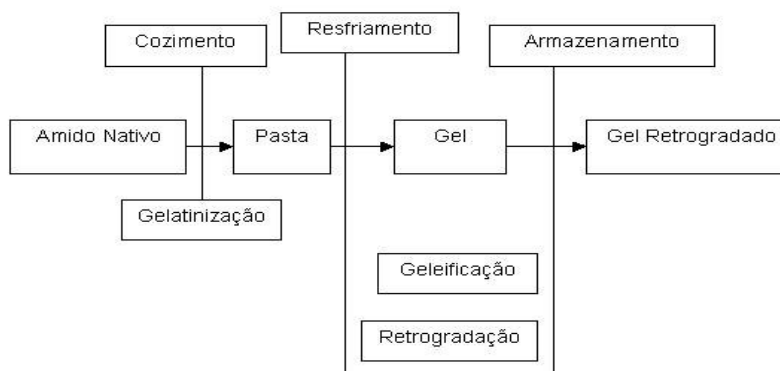 Cozimento
Resfriamento
Armazenamento
Amido Nativo
Pasta
Gel
Gel Retrogradado
Gelatinização
Geleificação
Retrogradação